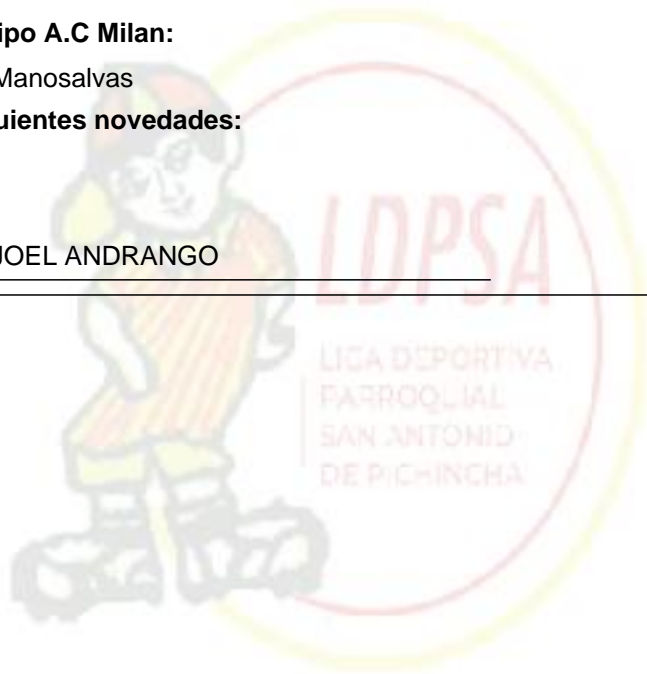 ipo A.C Milan:
Manosalvas
uientes novedades:
JOEL ANDRANGO
LDPSA
LIGA DEPORTIVA
PARROQUIAL
SAN ANTONIO
DE PICHINCHA